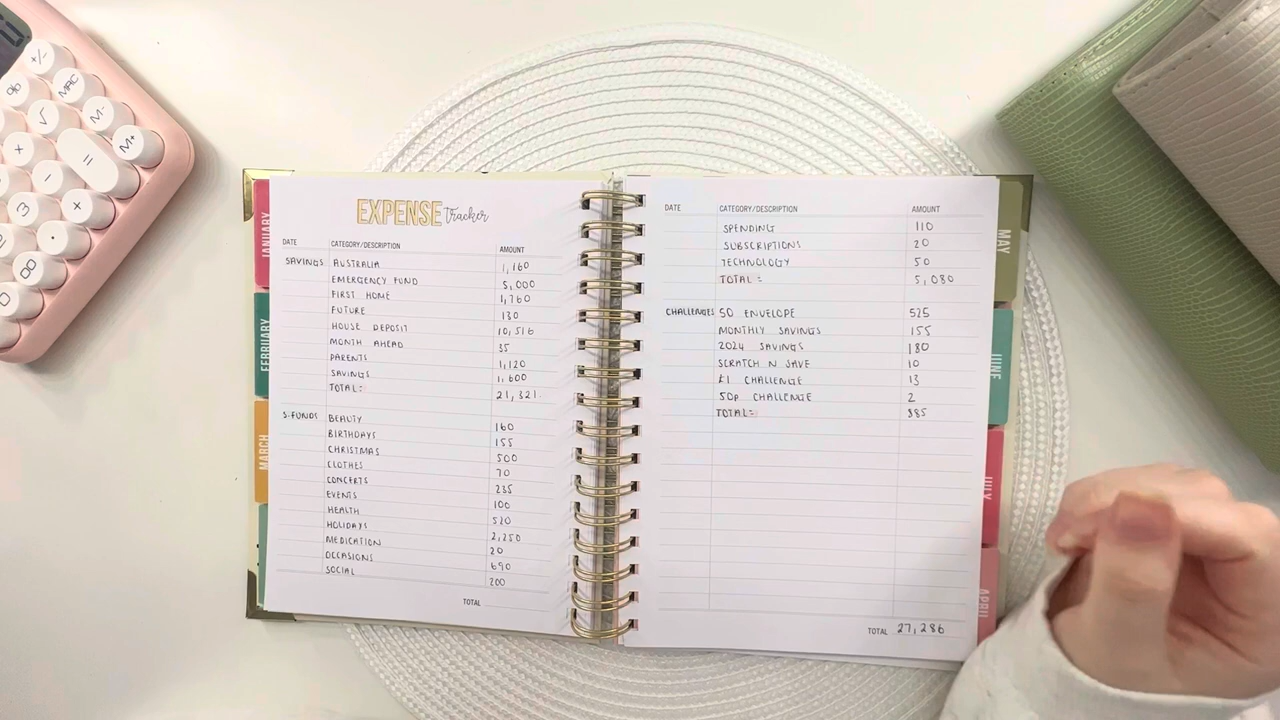 EXPENSE Tracker
DATE CATEGORY/DESCRIPTION AMOUNT
SAVINGS AUSTRALIA 1,160
EMERGENCY FUND 5,000
FIRST HOME 1,760
FUTURE 130
HOUSE DEPOSIT 10,516
MONTH AHEAD 35
PARENTS 1,120
SAVINGS 1,600
TOTAL: 21,321
S-FUNDS BEAUTY 160
BIRTHDAYS 155
CHRISTMAS 500
CLOTHES 70
CONCERTS 235
EVENTS 100
HEALTH 520
HOLIDAYS 2,250
MEDICATION 20
OCCASIONS 690
SOCIAL 200
TOTAL
DATE CATEGORY/DESCRIPTION AMOUNT
SPENDING 110
SUBSCRIPTIONS 20
TECHNOLOGY 50
TOTAL = 5,080
CHALLENGES 50 ENVELOPE 525
MONTHLY SAVINGS 155
2024 SAVINGS 180
SCRATCH N SAVE 10
£1 CHALLENGE 13
50P CHALLENGE 2
TOTAL= 885
TOTAL 27,286
JANUARY
FEBRUARY
MARCH
MAY
JUNE
JULY
APRIL
+/-
% MRC
√ M-
+ = M+
-
3 ×
.
00
0